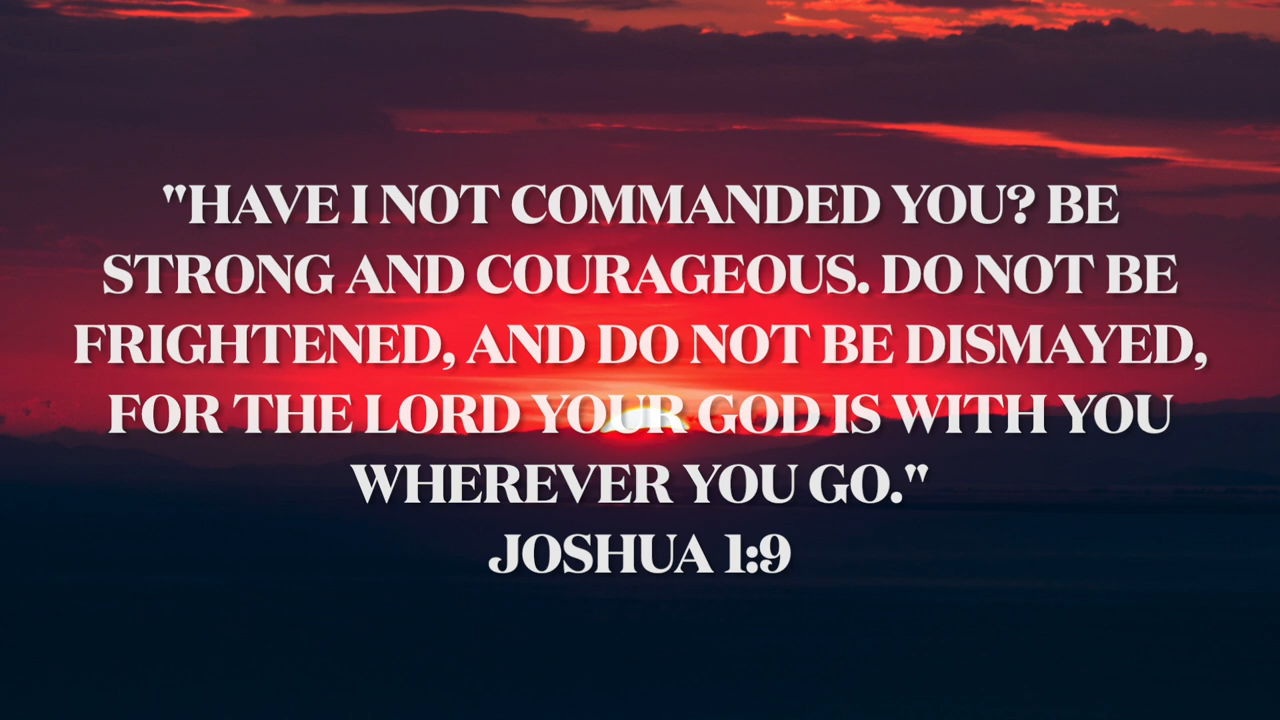 "HAVE I NOT COMMANDED YOU? BE
STRONG AND COURAGEOUS. DO NOT BE
FRIGHTENED, AND DO NOT BE DISMAYED,
FOR THE LORD YOUR GOD IS WITH YOU
WHEREVER YOU GO."
JOSHUA 1:9